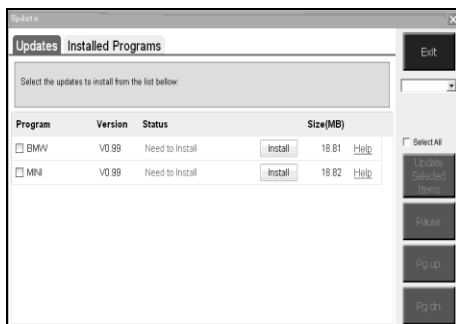 Update
Updates Installed Programs
Exit
Select the updates to install from the list bellow:
Program Version Status Size(MB)
Select All
BMW V0.99 Need to Install Install 18.81 Help
MINI V0.99 Need to Install Install 18.82 Help
Update
Selected
Items
Pause
Pg up
Pg dn